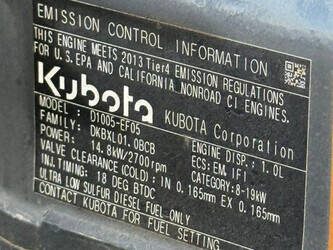 EMISSION CONTROL INFORMATION
THIS ENGINE MEETS 2013 Tier4 EMISSION REGULATIONS
FOR U.S.EPA AND CALIFORNIA NONROAD CI ENGINES.
Kubota KUBOTA Corporation
MODEL: D1005-EF05
FAMILY: DKBXL01.0BCB ENGINE DISP.: 1.0L
POWER: 14.8kW/2700rpm ECS: EM, IFI
CATEGORY:8-19kW
VALVE CLEARANCE(COLD): IN 0.165mm EX 0.165mm
INJ.TIMING: 18 DEG BTDC
ULTRA LOW SULFUR DIESEL FUEL ONLY
CONTACT KUBOTA FOR FUEL SETTING